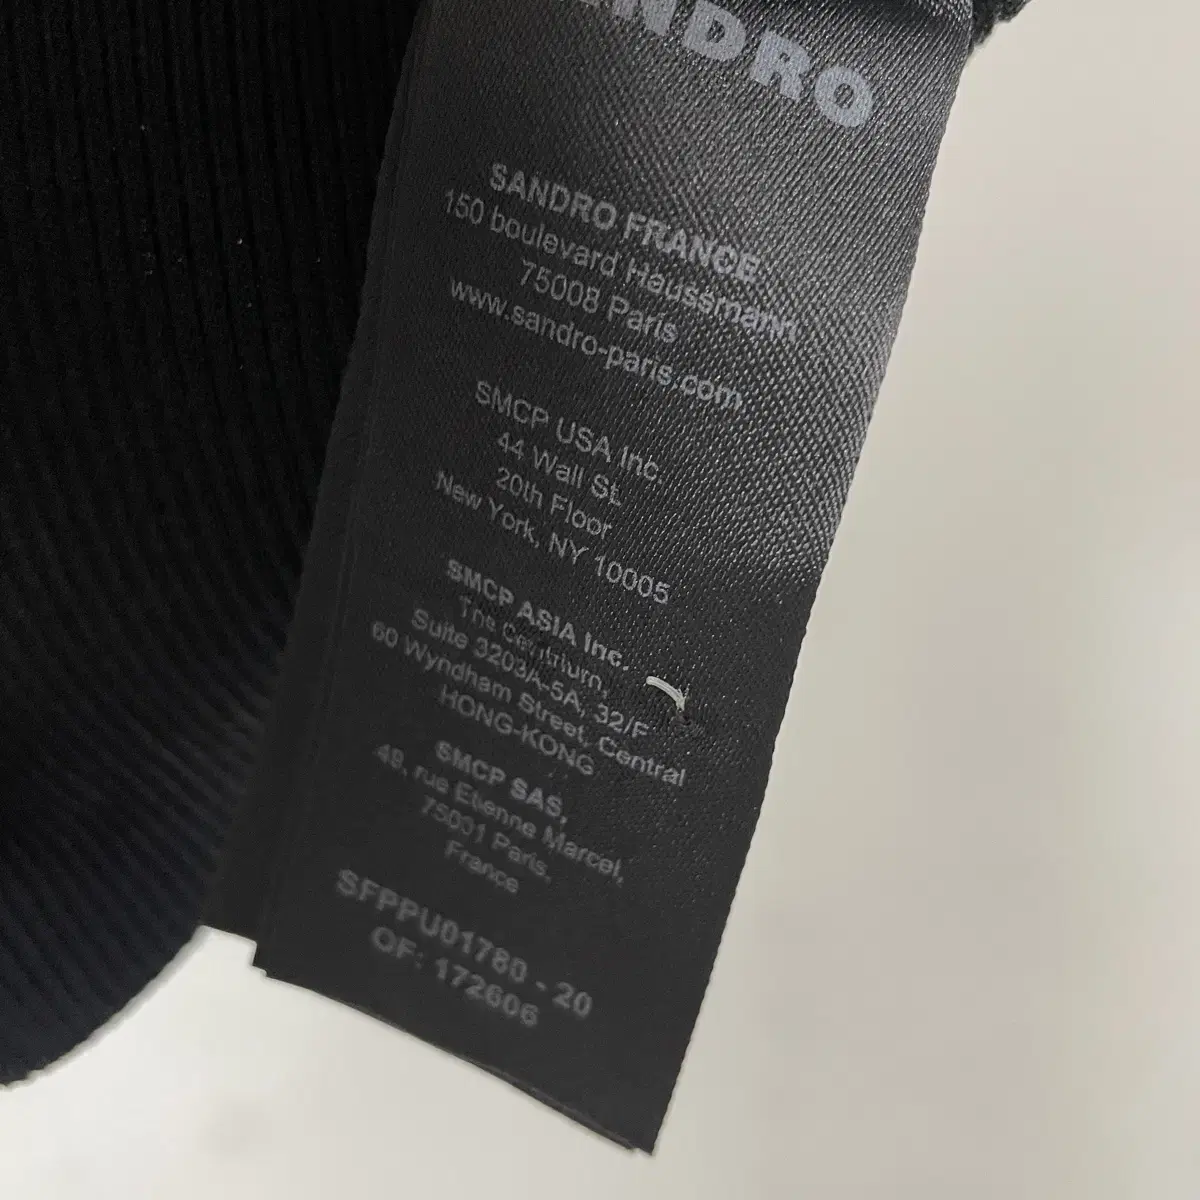 NDRO
SANDRO FRANCE
150 boulevard Haussmann
75008 Paris
www.sandro-paris.com
SMCP USA Inc.
44 Wall St.
20th Floor
New York, NY 10005
SMCP ASIA Inc.
The Centrium,
Suite 3203A-5A, 32/F
60 Wyndham Street, Central
HONG-KONG
SMCP SAS,
49, rue Etienne Marcel,
75001 Paris.
France
SFPPU01780 - 20
OF: 172606